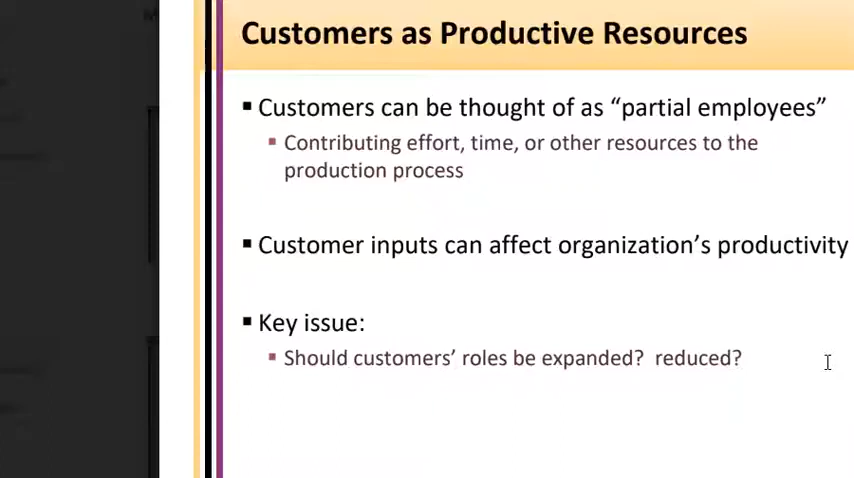 Customers as Productive Resources
▪ Customers can be thought of as “partial employees”
▪ Contributing effort, time, or other resources to the
production process
▪ Customer inputs can affect organization’s productivity
▪ Key issue:
▪ Should customers’ roles be expanded?  reduced?